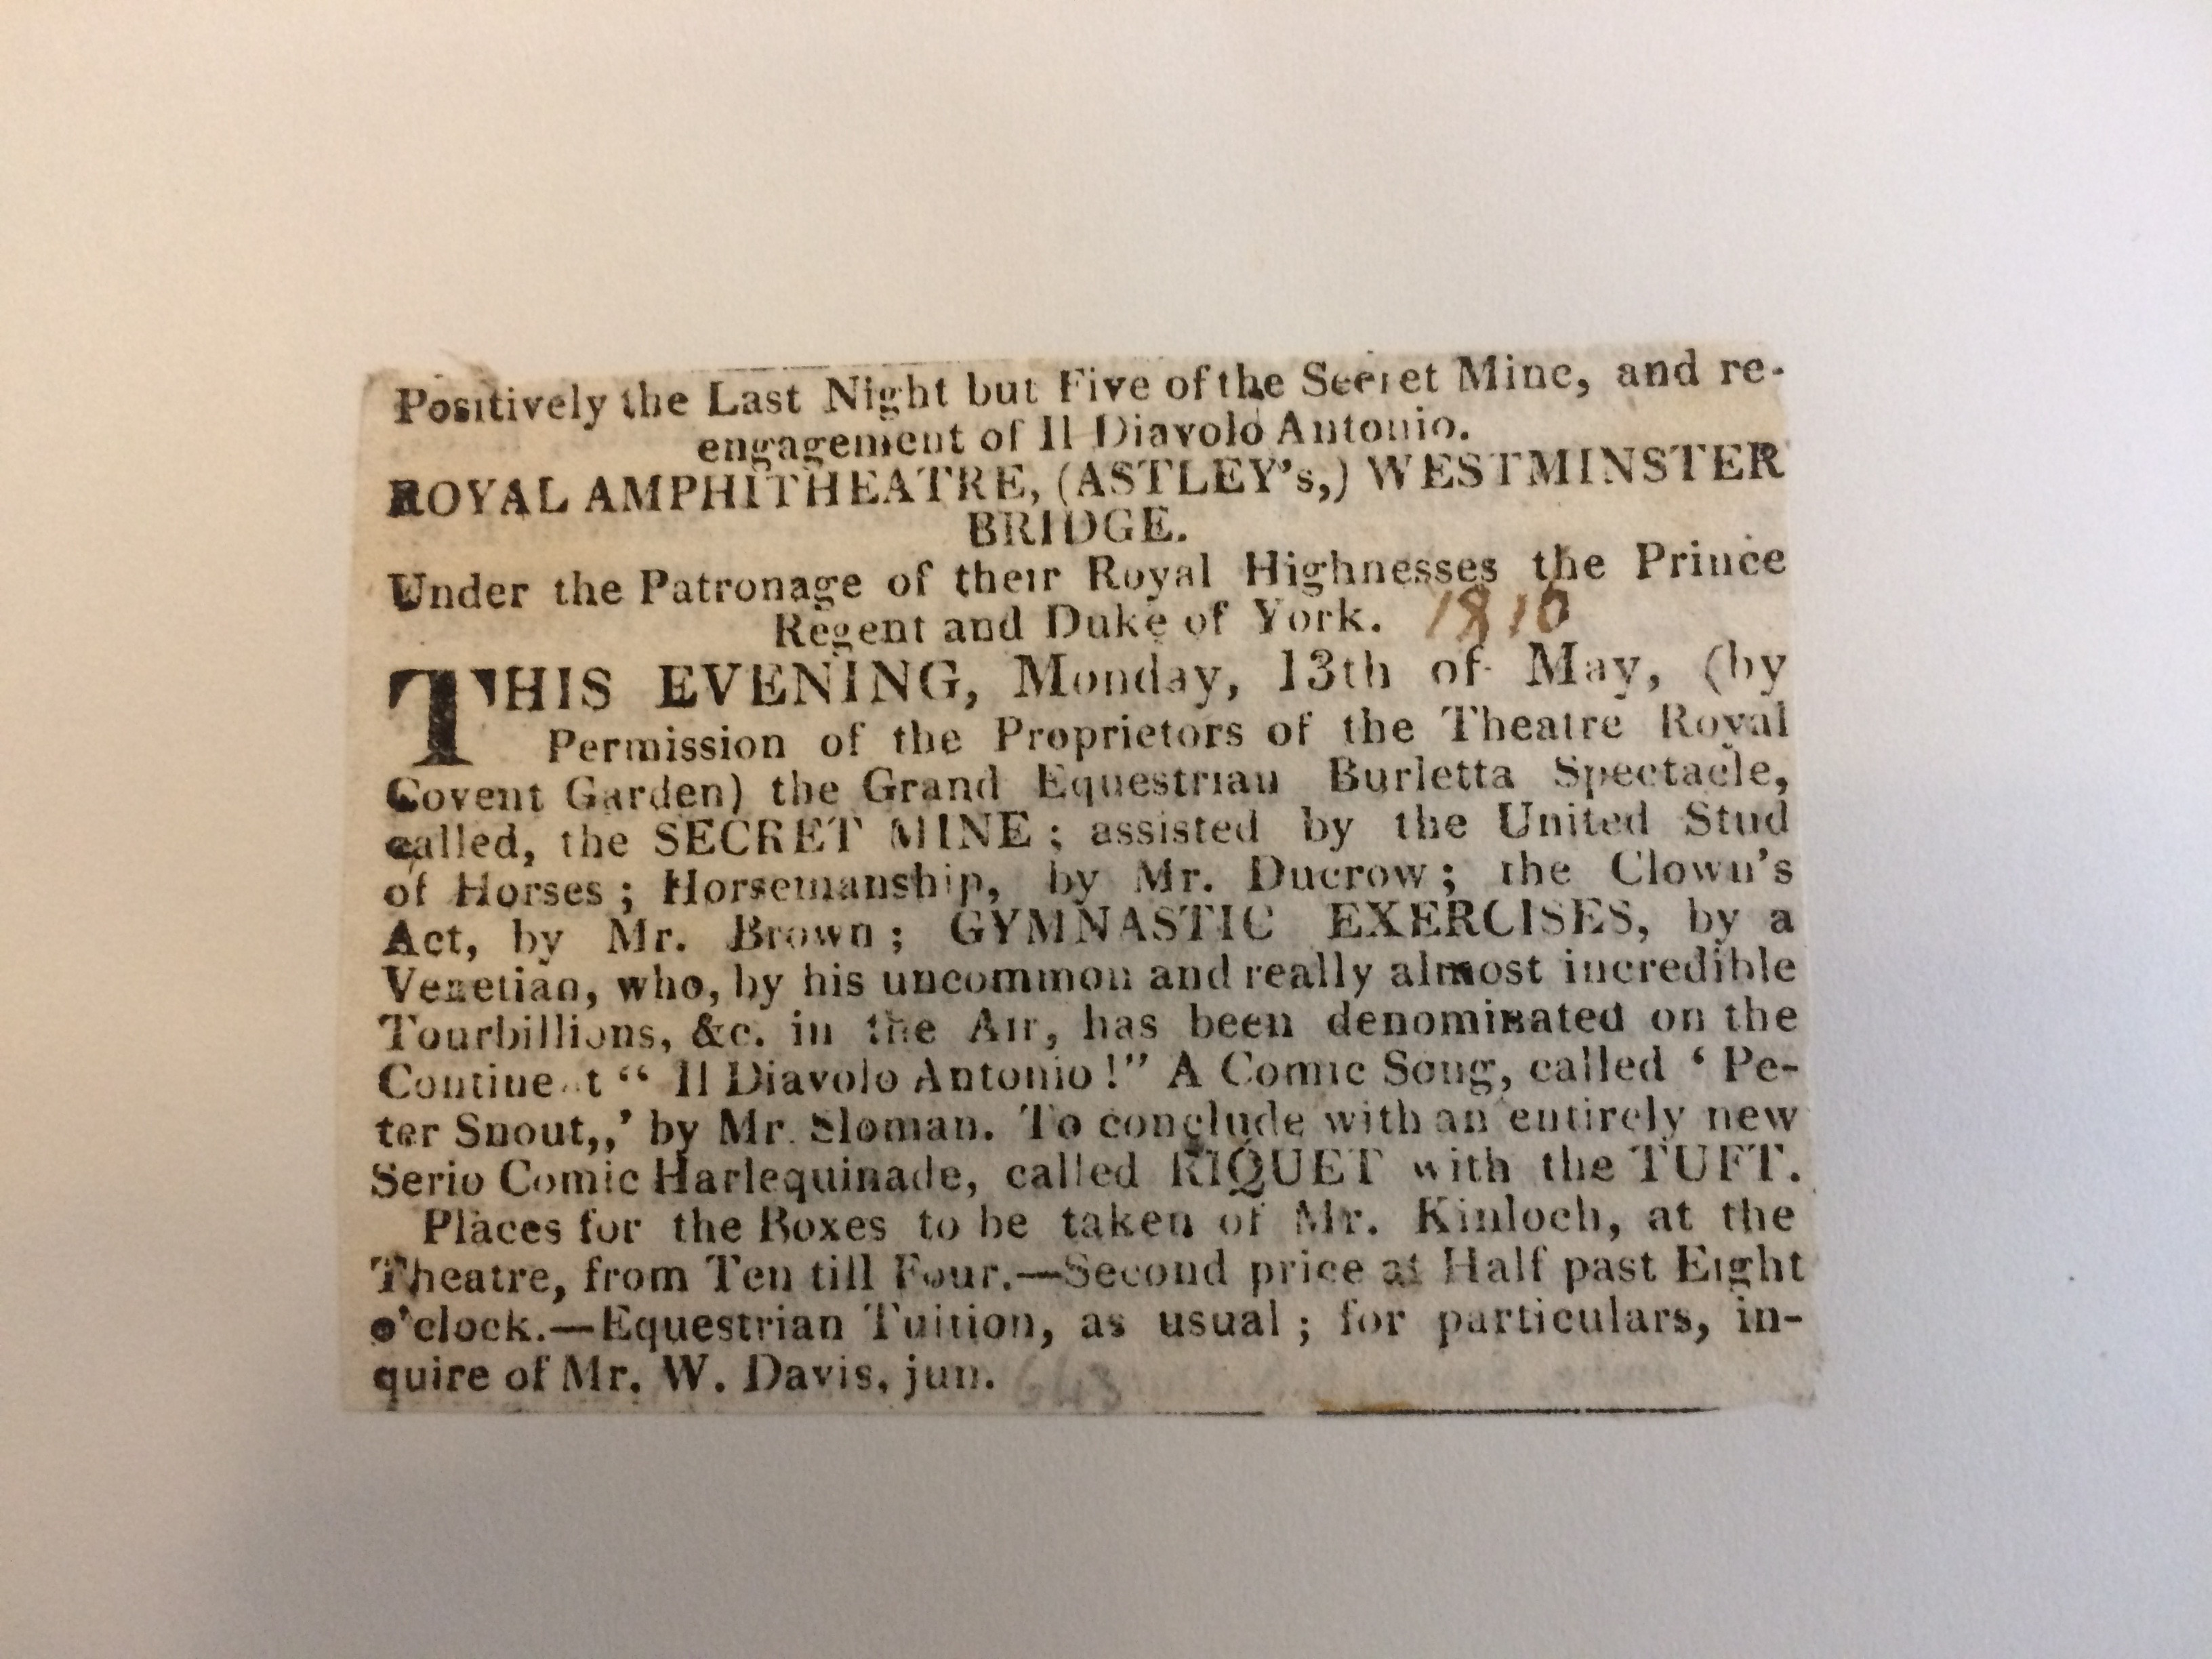 Positively the Last Night but Five of the Secret Mine, and re-
engagement of Il Diavolo Antonio.
ROYAL AMPHITHEATRE, (ASTLEY's,) WESTMINSTER
BRIDGE.
Under the Patronage of their Royal Highnesses the Prince
Regent and Duke of York. 1816
THIS EVENING, Monday, 13th of May, (by
Permission of the Proprietors of the Theatre Royal
Covent Garden) the Grand Equestrian Burletta Spectacle,
called, the SECRET MINE ; assisted by the United Stud
of Horses ; Horsemanship, by Mr. Ducrow ; the Clown's
Act, by Mr. Brown ; GYMNASTIC EXERCISES, by a
Venetian, who, by his uncommon and really almost incredible
Tourbillions, &c. in the Air, has been denominated on the
Continent " Il Diavolo Antonio !" A Comic Song, called ' Pe-
ter Snout,,' by Mr. Sloman. To conclude with an entirely new
Serio Comic Harlequinade, called RIQUET with the TUFT.
Places for the Boxes to be taken of Mr. Kinloch, at the
Theatre, from Ten till Four.—Second price at Half past Eight
o'clock.—Equestrian Tuition, as usual ; for particulars, in-
quire of Mr. W. Davis, jun.